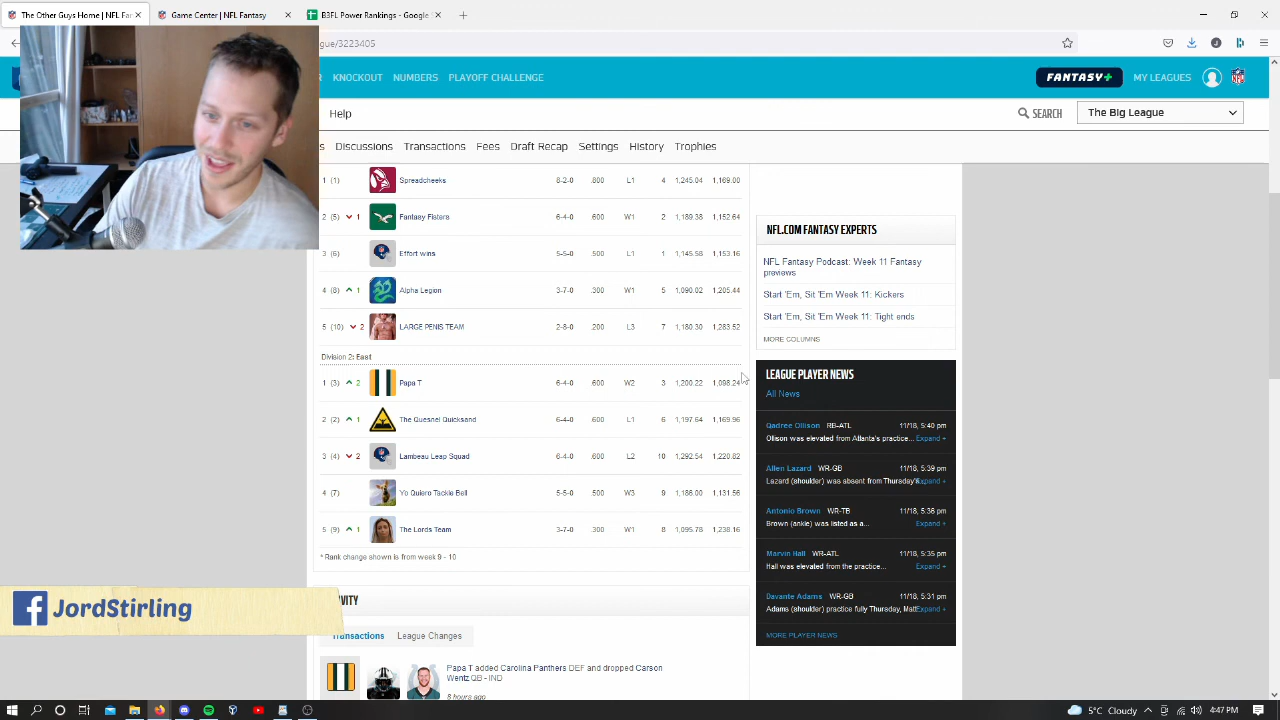 The Other Guys Home | NFL Fan
Game Center | NFL Fantasy
BFL Power Rankings - Google S
gue/3223405
R KNOCKOUT NUMBERS PLAYOFF CHALLENGE
FANTASY+ MY LEAGUES
Help
SEARCH The Big League
s Discussions Transactions Fees Draft Recap Settings History Trophies
1 (1) Spreadcheeks 8-2-0 .800 L1 4 1,245.04 1,169.00
2 (5) 1 Fantasy Fisters 6-4-0 .600 W1 2 1,189.38 1,152.64
3 (6) Effort wins 5-5-0 .500 L1 1 1,145.58 1,153.16
4 (8) 1 Alpha Legion 3-7-0 .300 W1 5 1,090.02 1,205.44
5 (10) 2 LARGE PENIS TEAM 2-8-0 .200 L3 7 1,180.30 1,283.52
Division 2: East
1 (3) 2 Papa T 6-4-0 .600 W2 3 1,200.22 1,098.24
2 (2) 1 The Quesnel Quicksand 6-4-0 .600 L1 6 1,197.64 1,169.96
3 (4) 2 Lambeau Leap Squad 6-4-0 .600 L2 10 1,292.54 1,220.82
4 (7) Yo Quiero Tackle Bell 5-5-0 .500 W3 9 1,186.00 1,131.56
5 (9) 1 The Lords Team 3-7-0 .300 W1 8 1,095.78 1,238.16
* Rank change shown is from week 9 - 10
NFL.COM FANTASY EXPERTS
NFL Fantasy Podcast: Week 11 Fantasy
previews
Start 'Em, Sit 'Em Week 11: Kickers
Start 'Em, Sit 'Em Week 11: Tight ends
MORE COLUMNS
LEAGUE PLAYER NEWS
All News
Qadree Ollison RB-ATL 11/18, 5:40 pm
Ollison was elevated from Atlanta's practice... Expand +
Allen Lazard WR-GB 11/18, 5:39 pm
Lazard (shoulder) was absent from Thursday's Expand +
Antonio Brown WR-TB 11/18, 5:36 pm
Brown (ankle) was listed as a... Expand +
Marvin Hall WR-ATL 11/18, 5:35 pm
Hall was elevated from the practice... Expand +
Davante Adams WR-GB 11/18, 5:31 pm
Adams (shoulder) practice fully Thursday, Matt Expand +
MORE PLAYER NEWS
JordStirling
VITY
Transactions League Changes
Papa T added Carolina Panthers DEF and dropped Carson
Wentz QB - IND
8 hours ago
5°C Cloudy 4:47 PM